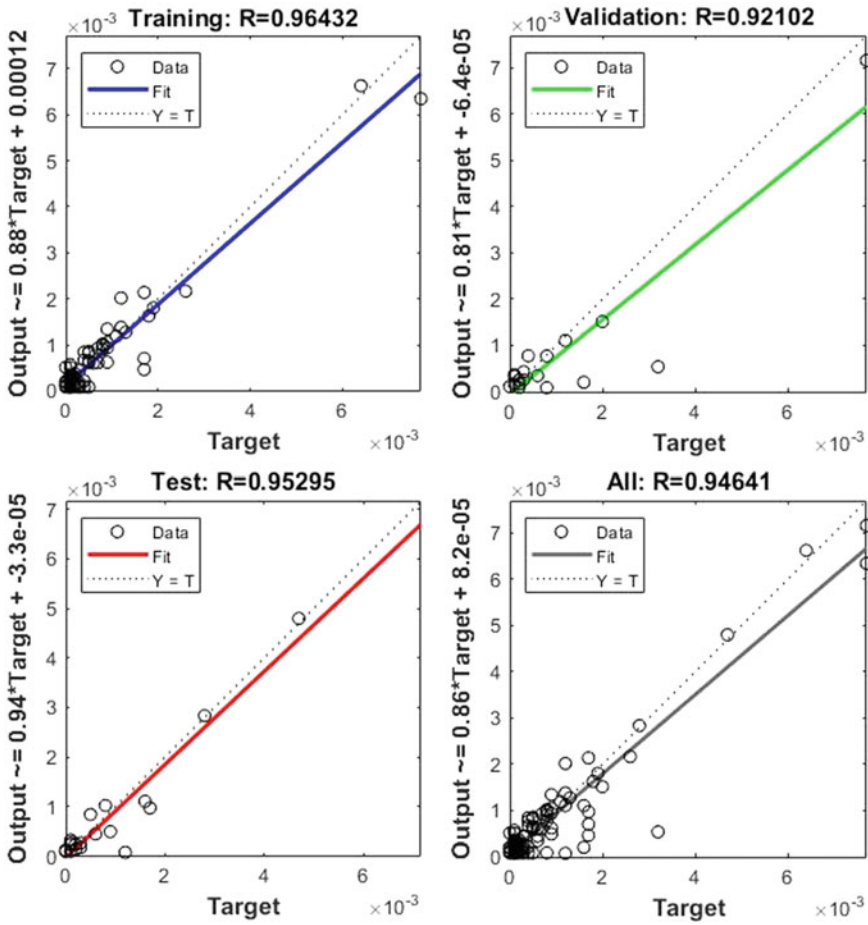 Training: R=0.96432
×10⁻³
Output ~= 0.88*Target + 0.00012
7
6
5
4
3
2
1
0
Data
Fit
Y = T
0
2
4
6
Target
×10⁻³
Validation: R=0.92102
×10⁻³
Output ~= 0.81*Target + -6.4e-05
7
6
5
4
3
2
1
0
Data
Fit
Y = T
0
2
4
6
Target
×10⁻³
Test: R=0.95295
×10⁻³
Output ~= 0.94*Target + -3.3e-05
7
6
5
4
3
2
1
0
Data
Fit
Y = T
0
2
4
6
Target
×10⁻³
All: R=0.94641
×10⁻³
Output ~= 0.86*Target + 8.2e-05
7
6
5
4
3
2
1
0
Data
Fit
Y = T
0
2
4
6
Target
×10⁻³